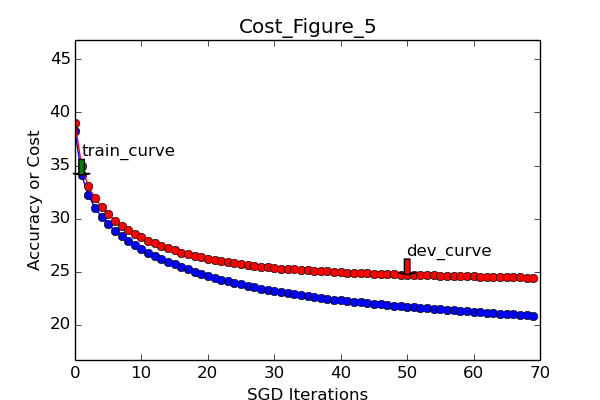 Cost_Figure_5
Accuracy or Cost
45
40
35
30
25
20
train_curve
dev_curve
0 10 20 30 40 50 60 70
SGD Iterations